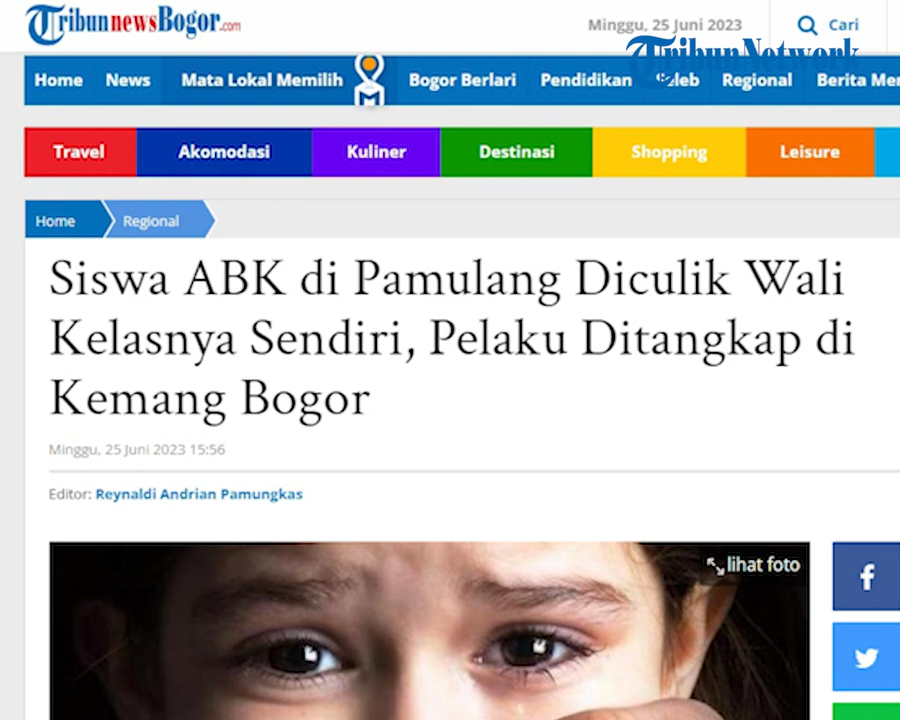 TribunnewsBogor.com
Minggu, 25 Juni 2023
Cari
TribunNetwork
Home News Mata Lokal Memilih Bogor Berlari Pendidikan Regional Berita
Travel Akomodasi Kuliner Destinasi Shopping Leisure
Home Regional
Siswa ABK di Pamulang Diculik Wali
Kelasnya Sendiri, Pelaku Ditangkap di
Kemang Bogor
Minggu, 25 Juni 2023 15:56
Editor: Reynaldi Andrian Pamungkas
lihat foto